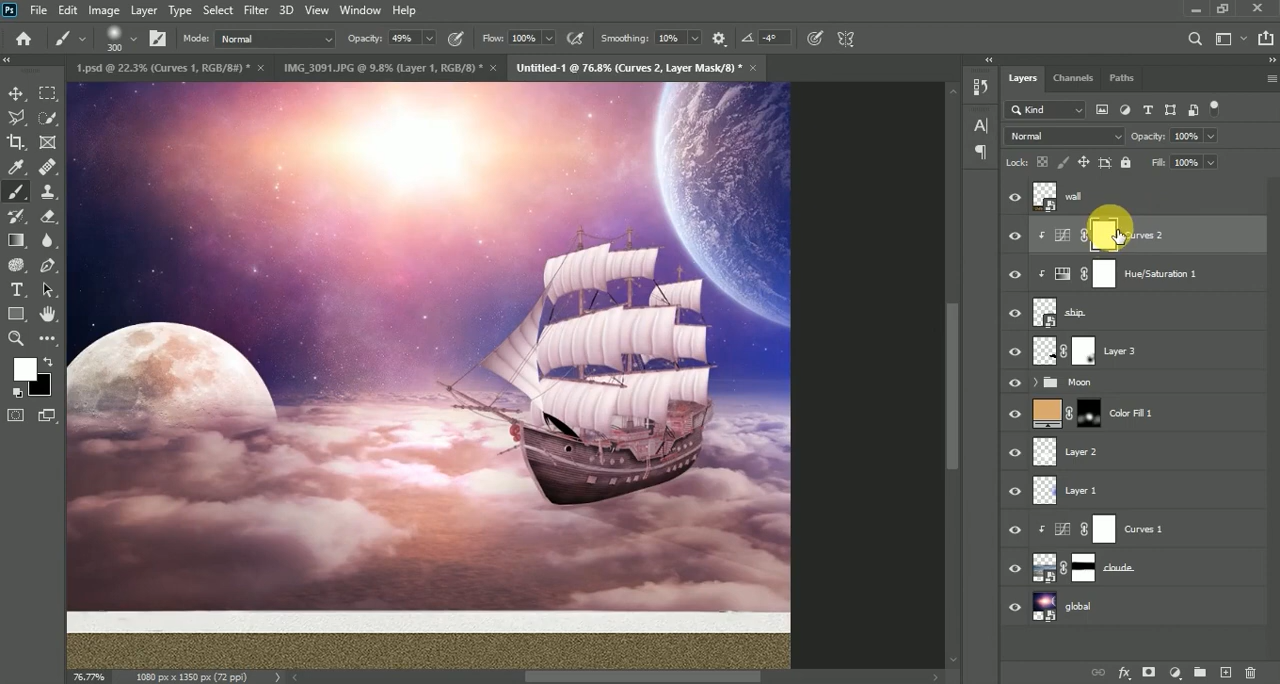 Ps File Edit Image Layer Type Select Filter 3D View Window Help
300 Mode: Normal Opacity: 49% Flow: 100% Smoothing: 10% -4°
1.psd @ 22.3% (Curves 1, RGB/8#) * × IMG_3091.JPG @ 9.8% (Layer 1, RGB/8) * × Untitled-1 @ 76.8% (Curves 2, Layer Mask/8) * ×
Layers Channels Paths
Kind
Normal Opacity: 100%
Lock: Fill: 100%
wall
Curves 2
Hue/Saturation 1
ship
Layer 3
Moon
Color Fill 1
Layer 2
Layer 1
Curves 1
cloude
global
76.77% 1080 px x 1350 px (72 ppi)